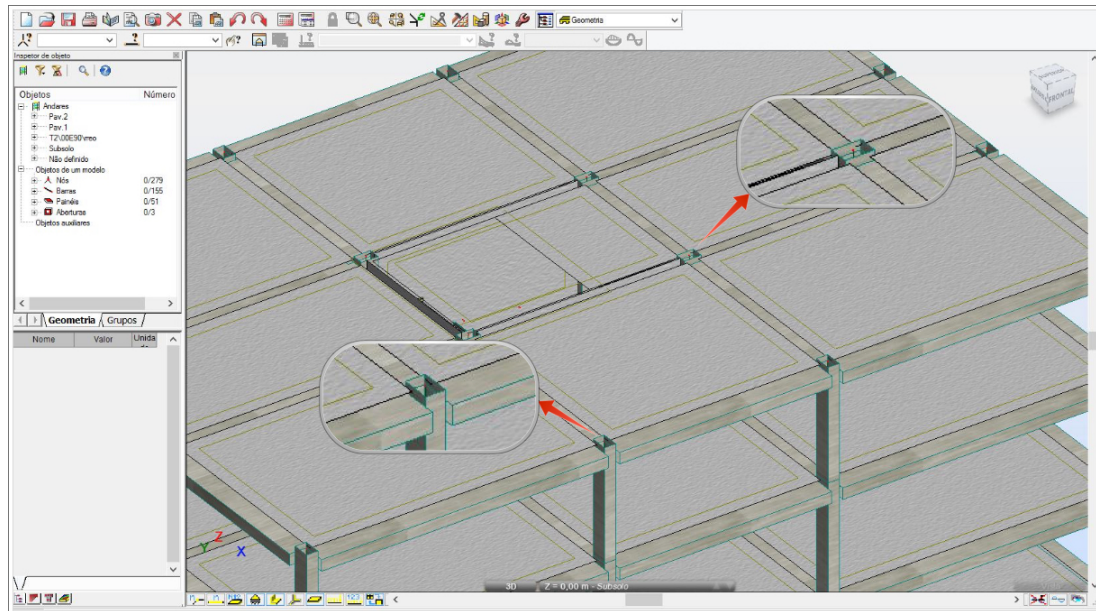 Geometria
Inspetor de objeto
Objetos Número
Andares
Pav.2
Pav.1
Subsolo
Não definido
Objetos de um modelo
Nós 0/279
Barras 0/155
Painéis 0/51
Aberturas 0/3
Objetos auxiliares
Geometria Grupos
Nome Valor Unida
de
FRONTAL
Z
Y X
3D Z = 0,00 m - Subsolo